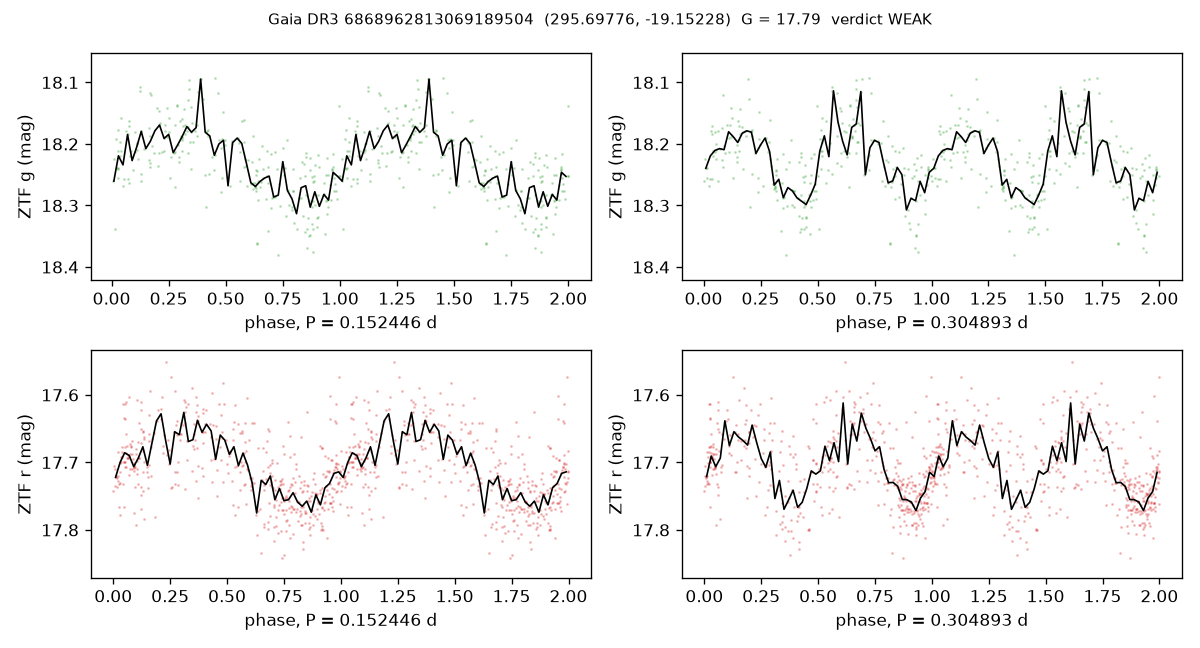 Gaia DR3 6868962813069189504 (295.69776, -19.15228) G = 17.79 verdict WEAK
ZTF g (mag)
18.1
18.2
18.3
18.4
0.00 0.25 0.50 0.75 1.00 1.25 1.50 1.75 2.00
phase, P = 0.152446 d
ZTF g (mag)
18.1
18.2
18.3
18.4
0.00 0.25 0.50 0.75 1.00 1.25 1.50 1.75 2.00
phase, P = 0.304893 d
ZTF r (mag)
17.6
17.7
17.8
0.00 0.25 0.50 0.75 1.00 1.25 1.50 1.75 2.00
phase, P = 0.152446 d
ZTF r (mag)
17.6
17.7
17.8
0.00 0.25 0.50 0.75 1.00 1.25 1.50 1.75 2.00
phase, P = 0.304893 d